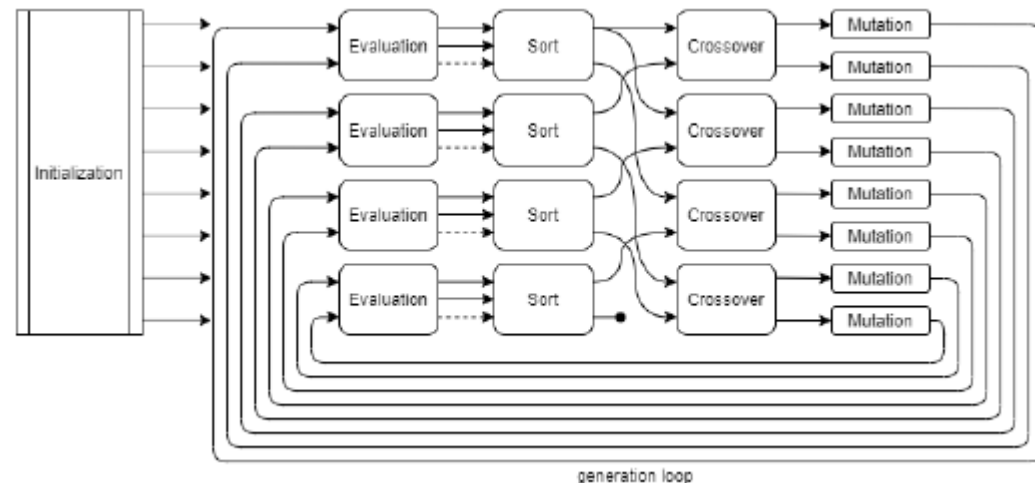 Evaluation Sort Crossover Mutation
Mutation
Evaluation Sort Crossover Mutation
Mutation
Initialization
Evaluation Sort Crossover Mutation
Mutation
Evaluation Sort Crossover Mutation
Mutation
generation loop